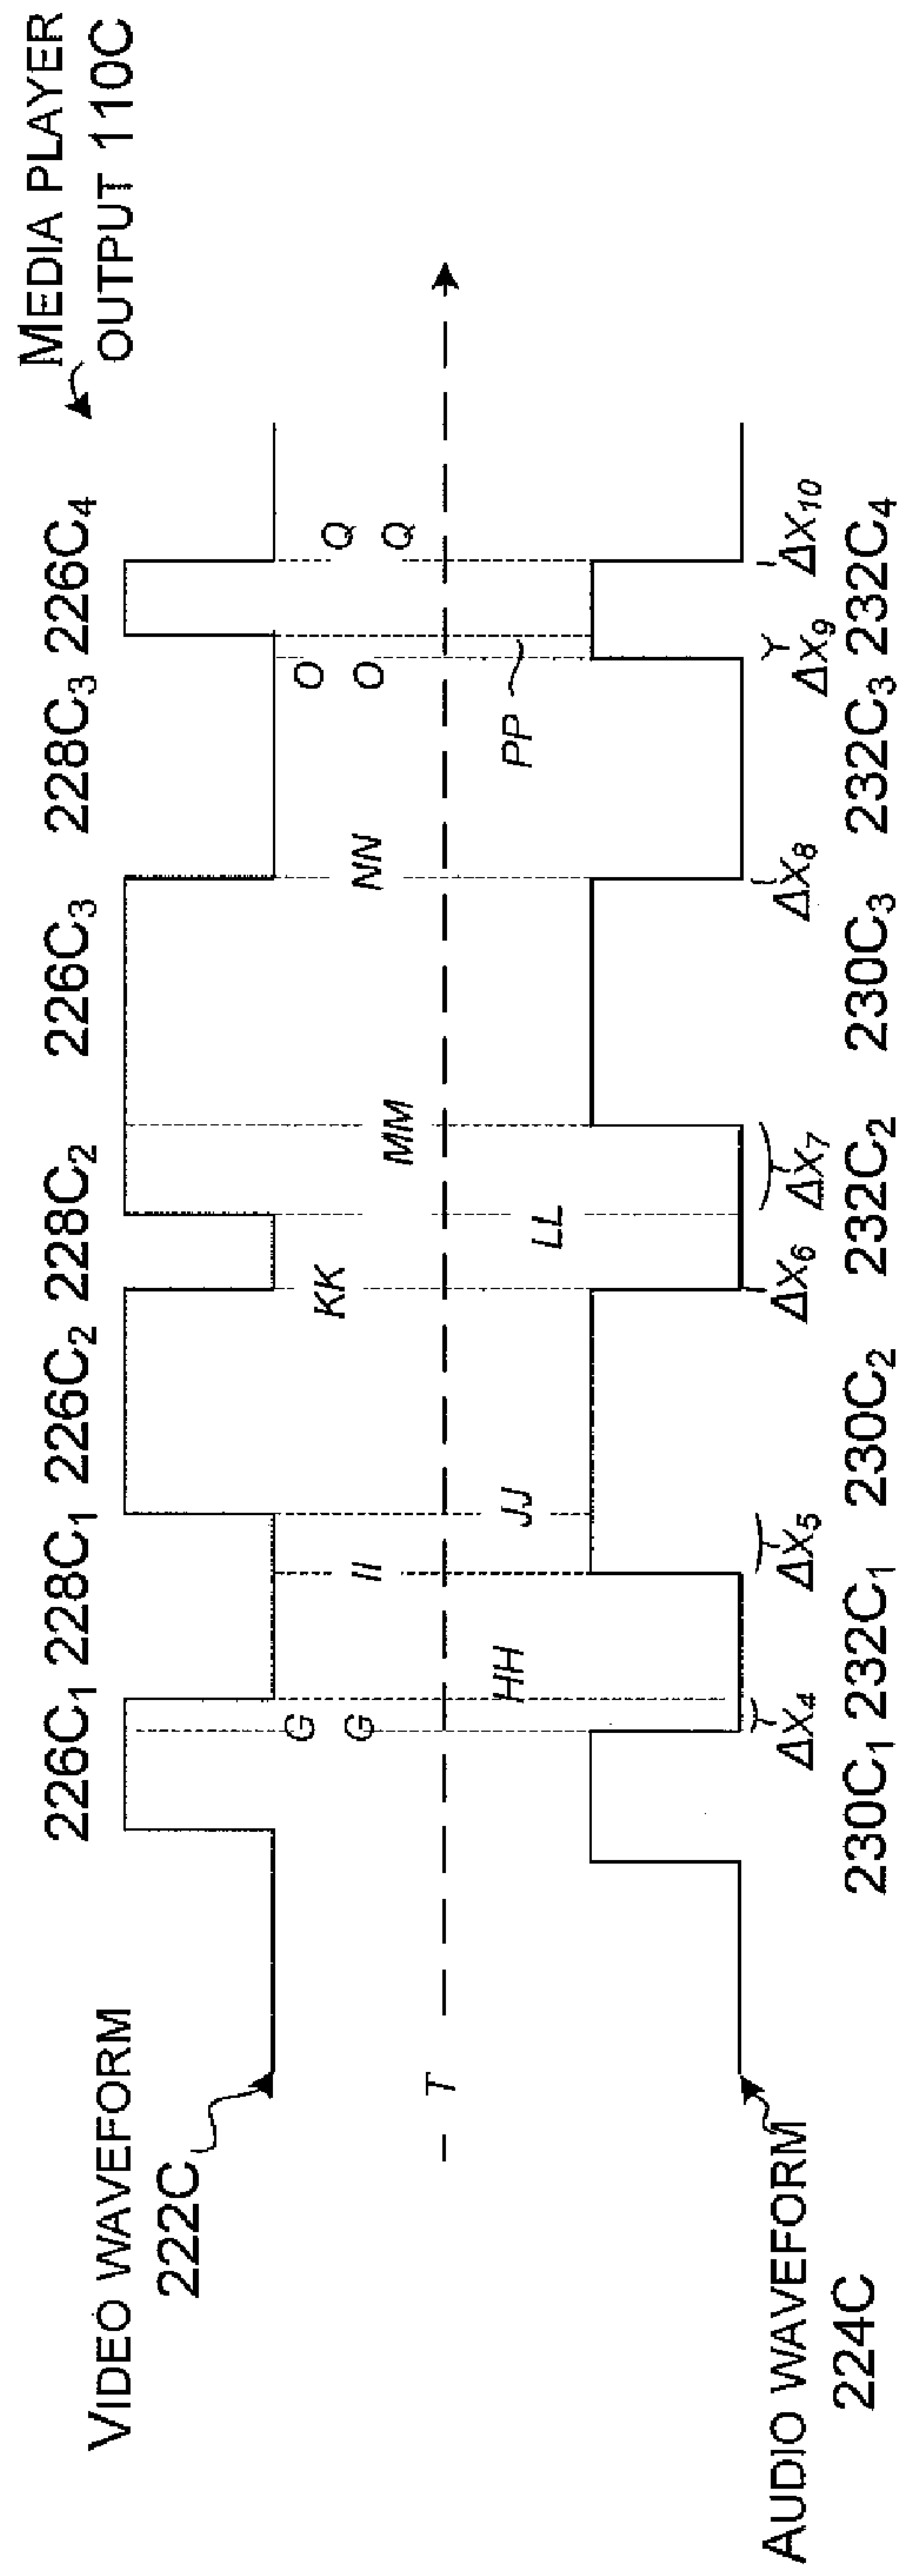 MEDIA PLAYER
OUTPUT 110C
VIDEO WAVEFORM
222C
226C₁ 228C₁ 226C₂ 228C₂ 226C₃ 228C₃ 226C₄
T
G
G
HH
II
JJ
KK
LL
MM
NN
O
O
PP
Q
Q
ΔX₄
ΔX₅
ΔX₆
ΔX₇
ΔX₈
ΔX₉
ΔX₁₀
230C₁ 232C₁ 230C₂ 232C₂ 230C₃ 232C₃ 232C₄
AUDIO WAVEFORM
224C